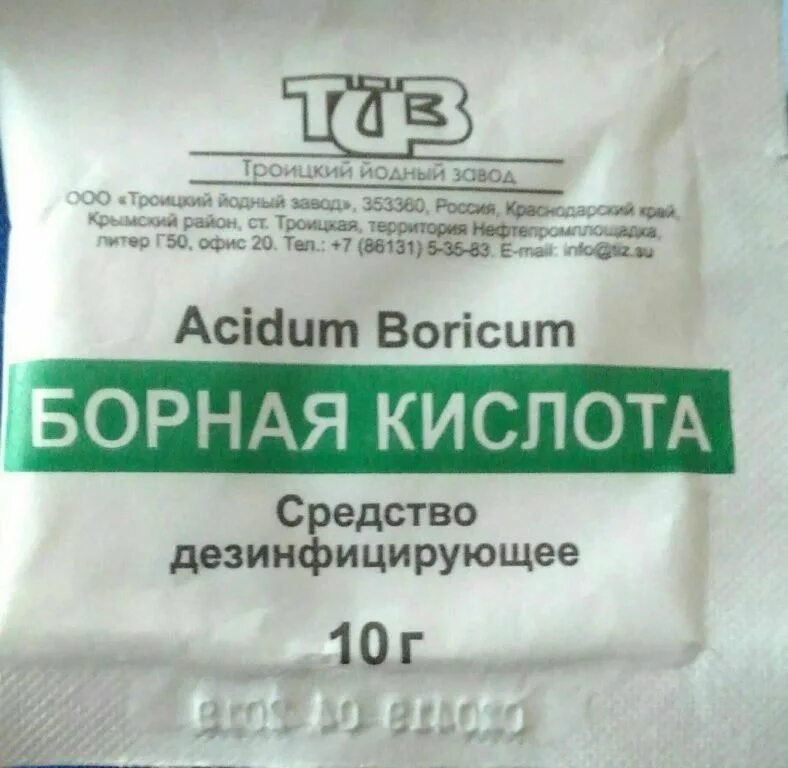 ТЙЗ
Троицкий йодный завод
ООО «Троицкий йодный завод», 353360, Россия, Краснодарский край,
Крымский район, ст. Троицкая, территория Нефтепромплощадка,
литер Г50, офис 20. Тел.: +7 (86131) 5-35-83. E-mail: info@tiz.su
Acidum Boricum
БОРНАЯ КИСЛОТА
Средство
дезинфицирующее
10 г